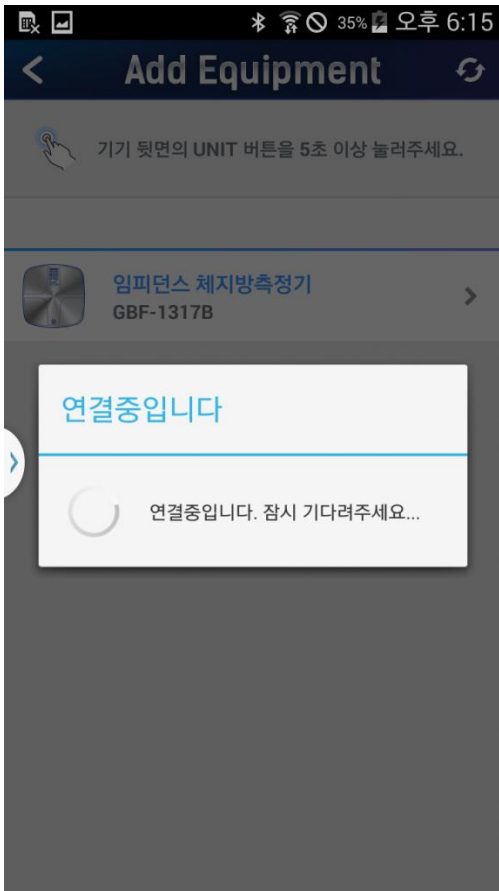 35% 오후 6:15
Add Equipment
기기 뒷면의 UNIT 버튼을 5초 이상 눌러주세요.
임피던스 체지방측정기
GBF-1317B
연결중입니다
연결중입니다. 잠시 기다려주세요...